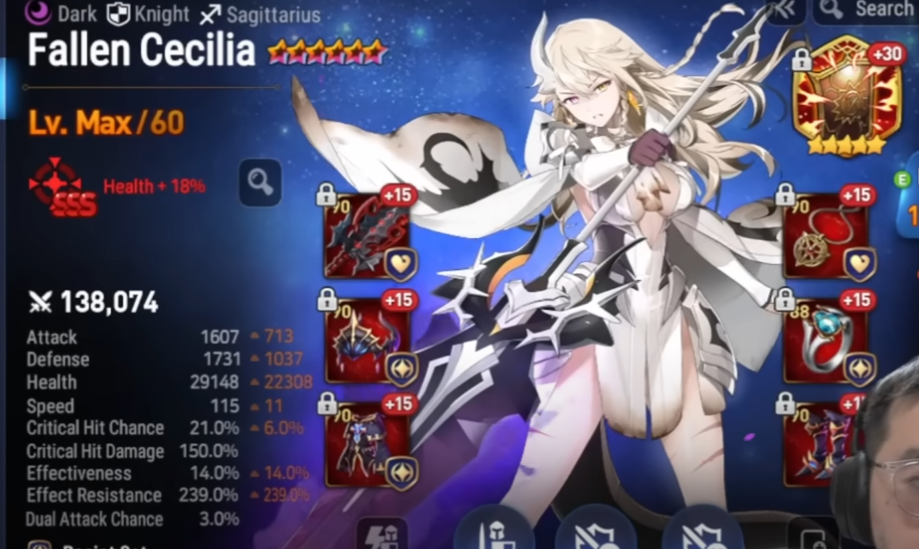 Dark Knight Sagittarius
Search
Fallen Cecilia
+30
Lv. Max/60
SSS
Health + 18%
+15
+15
138,074
+15
+15
88
Attack 1607 713
Defense 1731 1037
Health 29148 22308
Speed 115 11
+15
Critical Hit Chance 21.0% 6.0%
Critical Hit Damage 150.0%
Effectiveness 14.0% 14.0%
Effect Resistance 239.0% 239.0%
Dual Attack Chance 3.0%